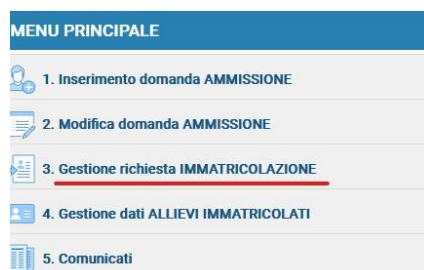 MENU PRINCIPALE
1. Inserimento domanda AMMISSIONE
2. Modifica domanda AMMISSIONE
3. Gestione richiesta IMMATRICOLAZIONE
4. Gestione dati ALLIEVI IMMATRICOLATI
5. Comunicati